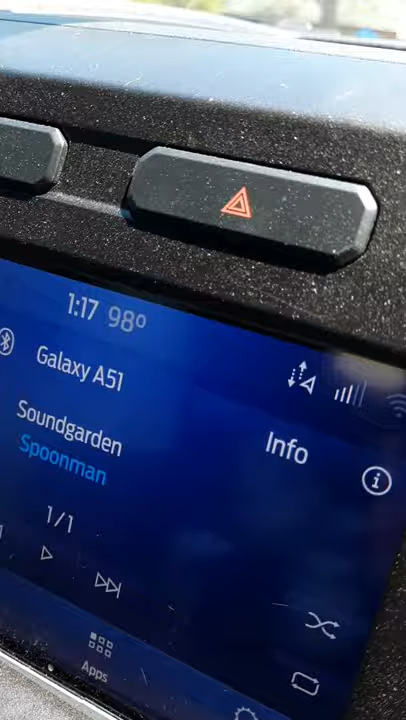 1:17 98°
Galaxy A51
Soundgarden
Info
Spoonman
1/1
Apps